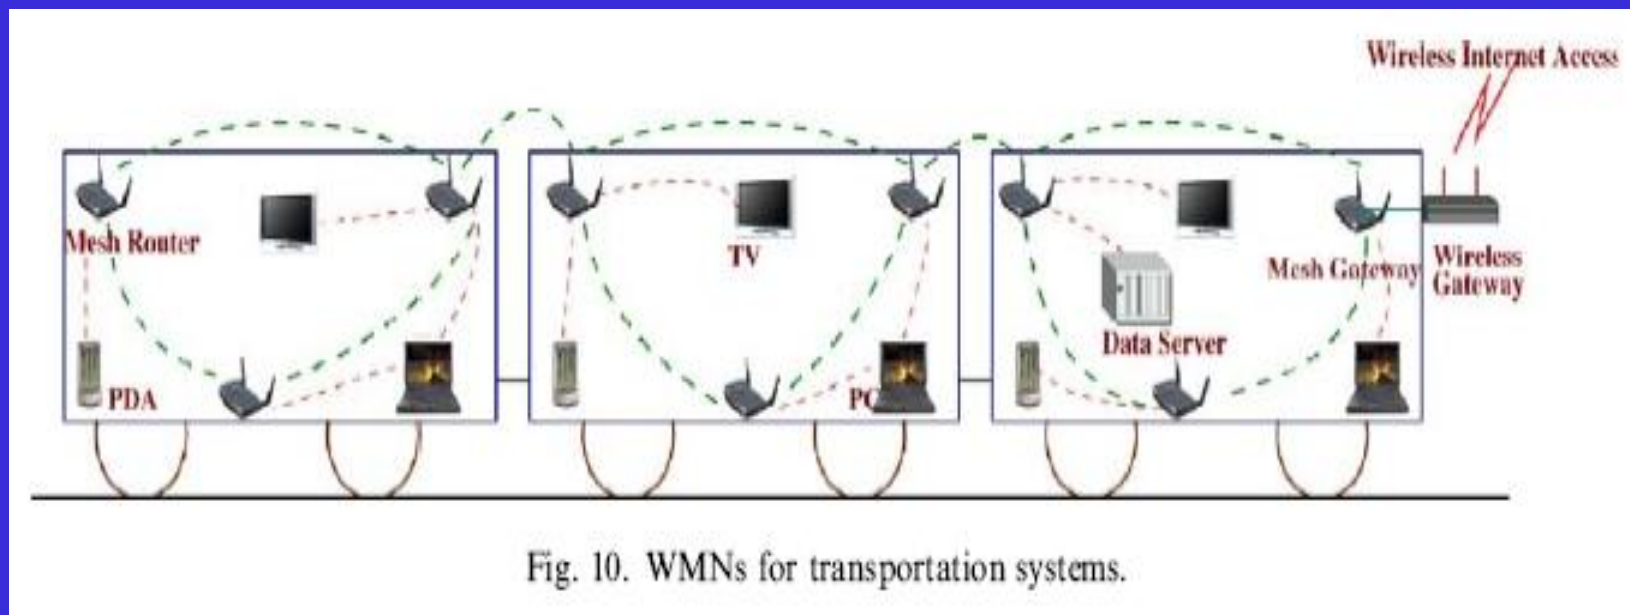 Wireless Internet Access
Mesh Router
TV
Mesh Gateway
Wireless
Gateway
Data Server
PDA
PC
Fig. 10. WMNs for transportation systems.